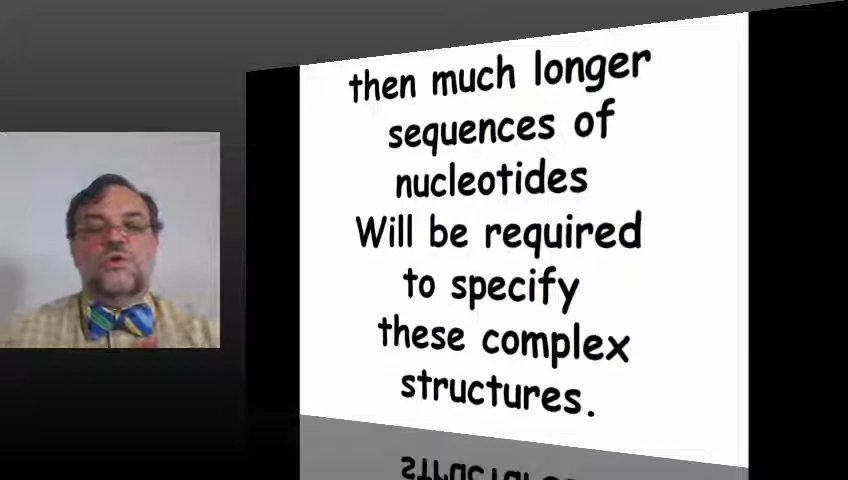 then much longer
sequences of
nucleotides
Will be required
to specify
these complex
structures.